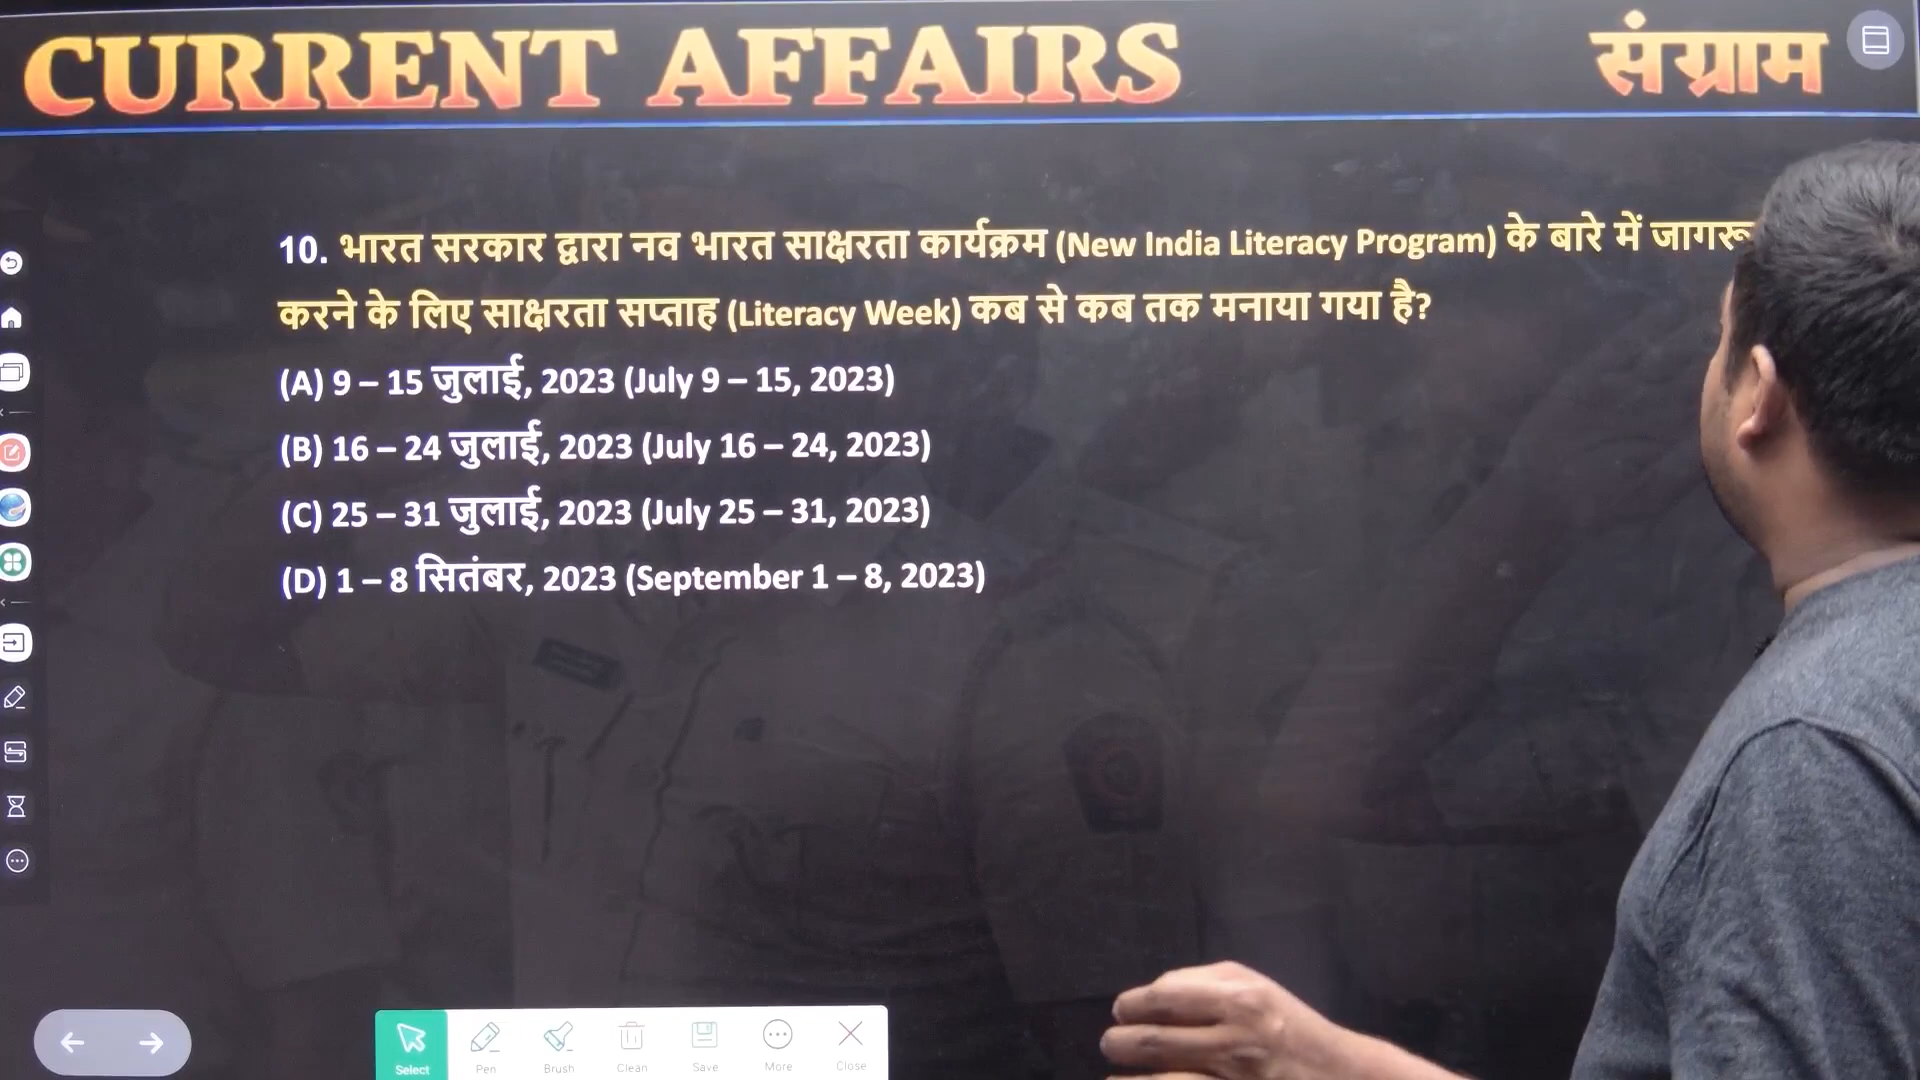 CURRENT AFFAIRS
संग्राम
10. भारत सरकार द्वारा नव भारत साक्षरता कार्यक्रम (New India Literacy Program) के बारे में
करने के लिए साक्षरता सप्ताह (Literacy Week) कब से कब तक मनाया गया है?
(A) 9 – 15 जुलाई, 2023 (July 9 – 15, 2023)
(B) 16 – 24 जुलाई, 2023 (July 16 – 24, 2023)
(C) 25 – 31 जुलाई, 2023 (July 25 – 31, 2023)
(D) 1 – 8 सितंबर, 2023 (September 1 – 8, 2023)
Select Pen Brush Clean Save More Close